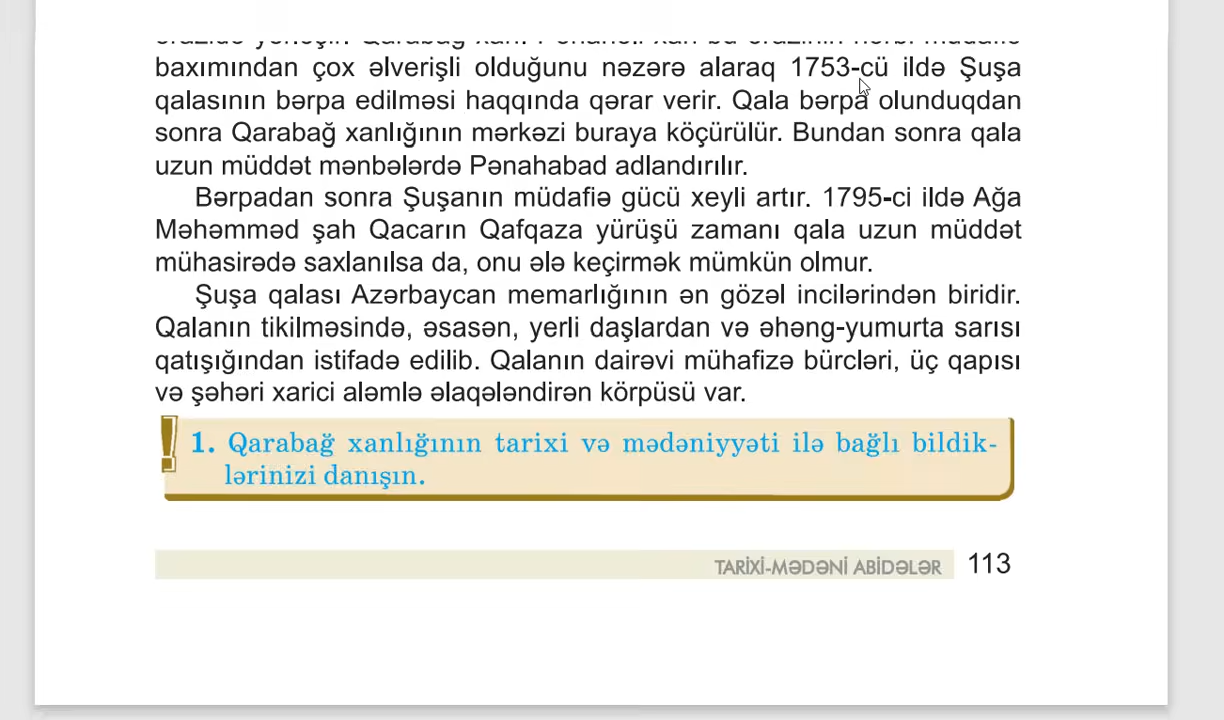 baxımından çox əlverişli olduğunu nəzərə alaraq 1753-cü ildə Şuşa
qalasının bərpa edilməsi haqqında qərar verir. Qala bərpa olunduqdan
sonra Qarabağ xanlığının mərkəzi buraya köçürülür. Bundan sonra qala
uzun müddət mənbələrdə Pənahabad adlandırılır.
Bərpadan sonra Şuşanın müdafiə gücü xeyli artır. 1795-ci ildə Ağa
Məhəmməd şah Qacarın Qafqaza yürüşü zamanı qala uzun müddət
mühasirədə saxlanılsa da, onu ələ keçirmək mümkün olmur.
Şuşa qalası Azərbaycan memarlığının ən gözəl incilərindən biridir.
Qalanın tikilməsində, əsasən, yerli daşlardan və əhəng-yumurta sarısı
qatışığından istifadə edilib. Qalanın dairəvi mühafizə bürcləri, üç qapısı
və şəhəri xarici aləmlə əlaqələndirən körpüsü var.
! 1. Qarabağ xanlığının tarixi və mədəniyyəti ilə bağlı bildik-
lərinizi danışın.
TARİXİ-MƏDƏNİ ABİDƏLƏR 113